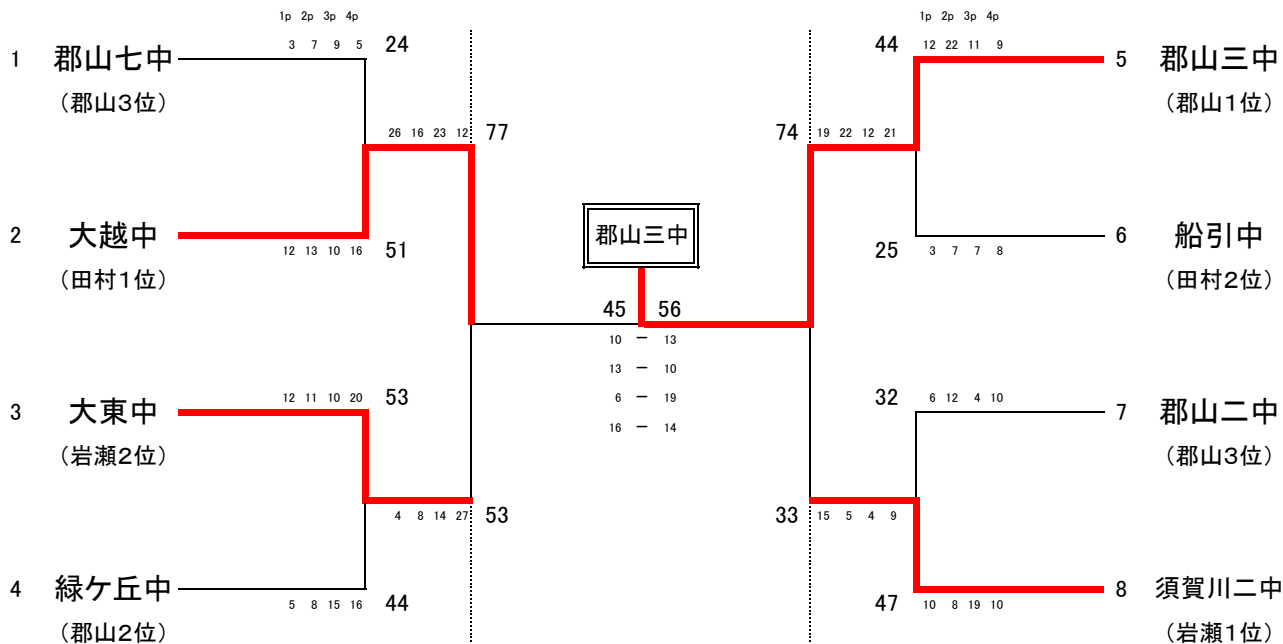 1p 2p 3p 4p
3 7 9 5 24
1 郡山七中
（郡山3位）
26 16 23 12 77
2 大越中
12 13 10 16 51
（田村1位）
12 11 10 20 53
3 大東中
（岩瀬2位）
4 8 14 27 53
4 緑ケ丘中
5 8 15 16 44
（郡山2位）
郡山三中
45 56
10 － 13
13 － 10
6 － 19
16 － 14
1p 2p 3p 4p
44 12 22 11 9
5 郡山三中
（郡山1位）
74 19 22 12 21
6 船引中
25 3 7 7 8
（田村2位）
32 6 12 4 10
7 郡山二中
（郡山3位）
33 15 5 4 9
8 須賀川二中
47 10 8 19 10
（岩瀬1位）